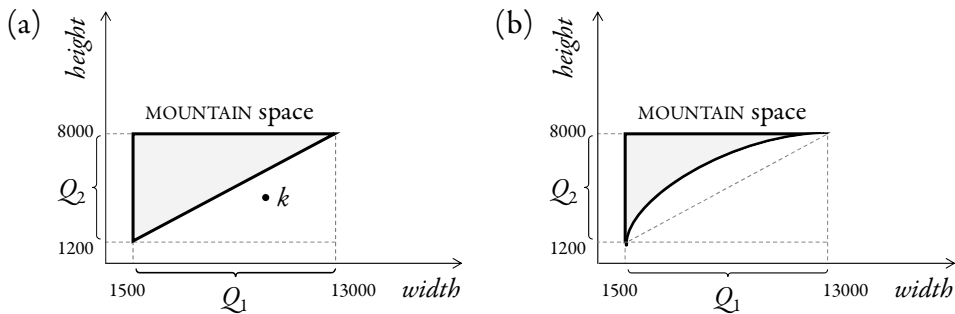 (a)
height
MOUNTAIN space
8000
Q2
k
1200
1500
Q1
13000
width
(b)
height
MOUNTAIN space
8000
Q2
1200
1500
Q1
13000
width